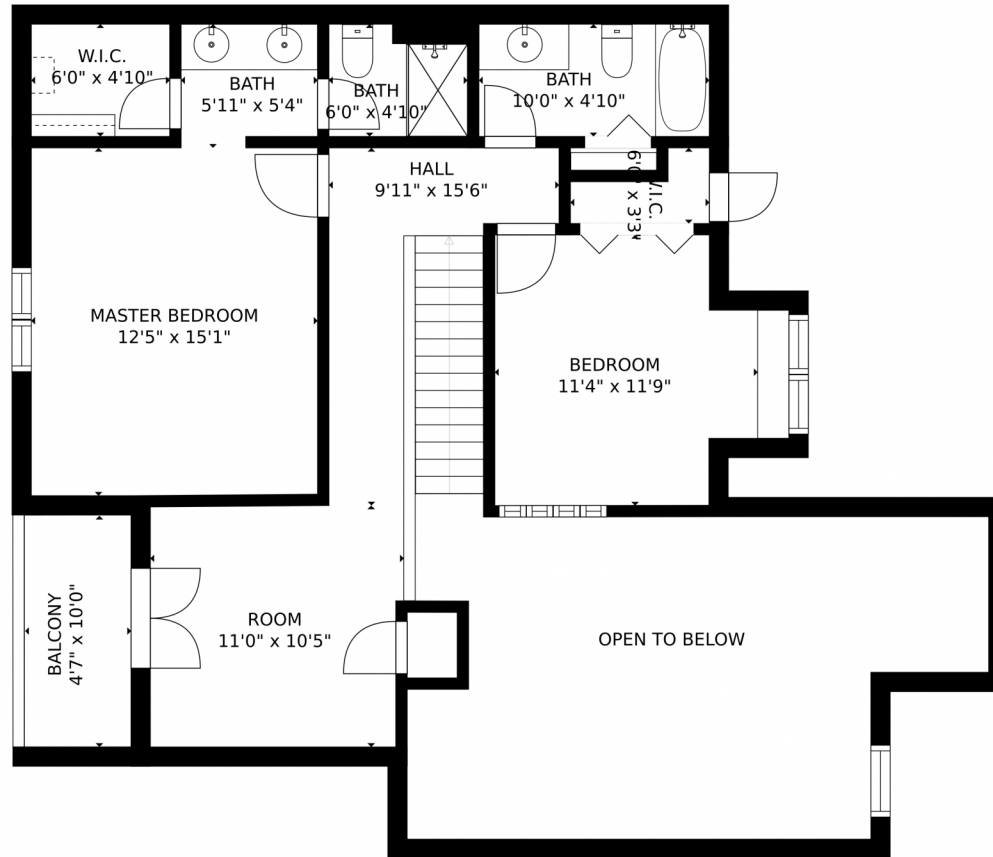 W.I.C.
6'0" x 4'10"
BATH
5'11" x 5'4"
BATH
6'0" x 4'10"
BATH
10'0" x 4'10"
HALL
9'11" x 15'6"
W.I.C.
MASTER BEDROOM
12'5" x 15'1"
BEDROOM
11'4" x 11'9"
BALCONY
4'7" x 10'0"
ROOM
11'0" x 10'5"
OPEN TO BELOW